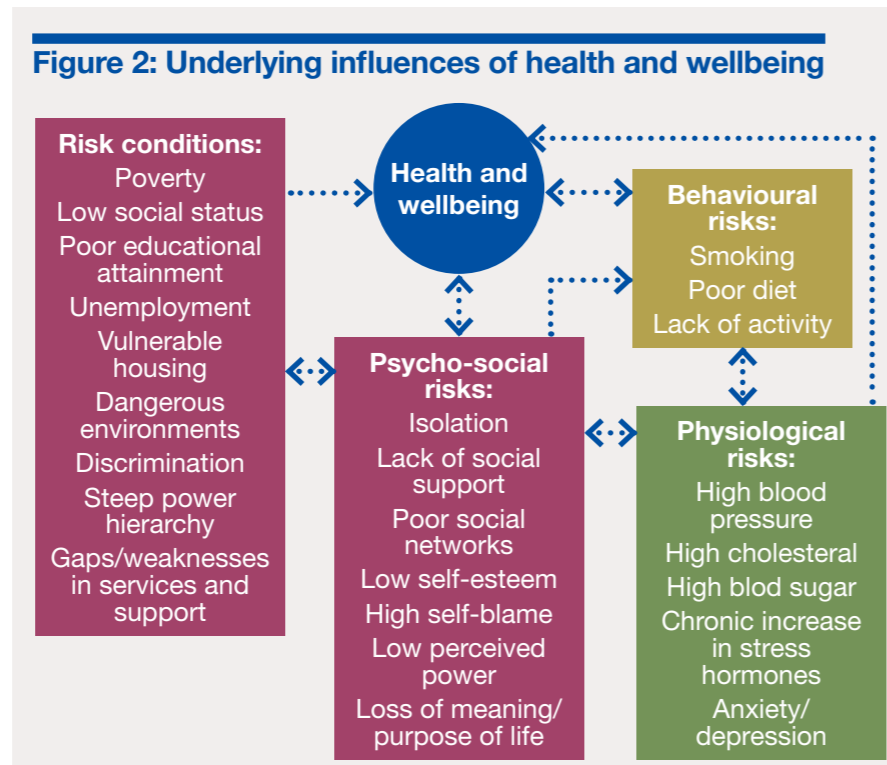 Figure 2: Underlying influences of health and wellbeing
Risk conditions:
Poverty
Low social status
Poor educational
attainment
Unemployment
Vulnerable
housing
Dangerous
environments
Discrimination
Steep power
hierarchy
Gaps/weaknesses
in services and
support
Health and
wellbeing
Behavioural
risks:
Smoking
Poor diet
Lack of activity
Psycho-social
risks:
Isolation
Lack of social
support
Poor social
networks
Low self-esteem
High self-blame
Low perceived
power
Loss of meaning/
purpose of life
Physiological
risks:
High blood
pressure
High cholesteral
High blod sugar
Chronic increase
in stress
hormones
Anxiety/
depression